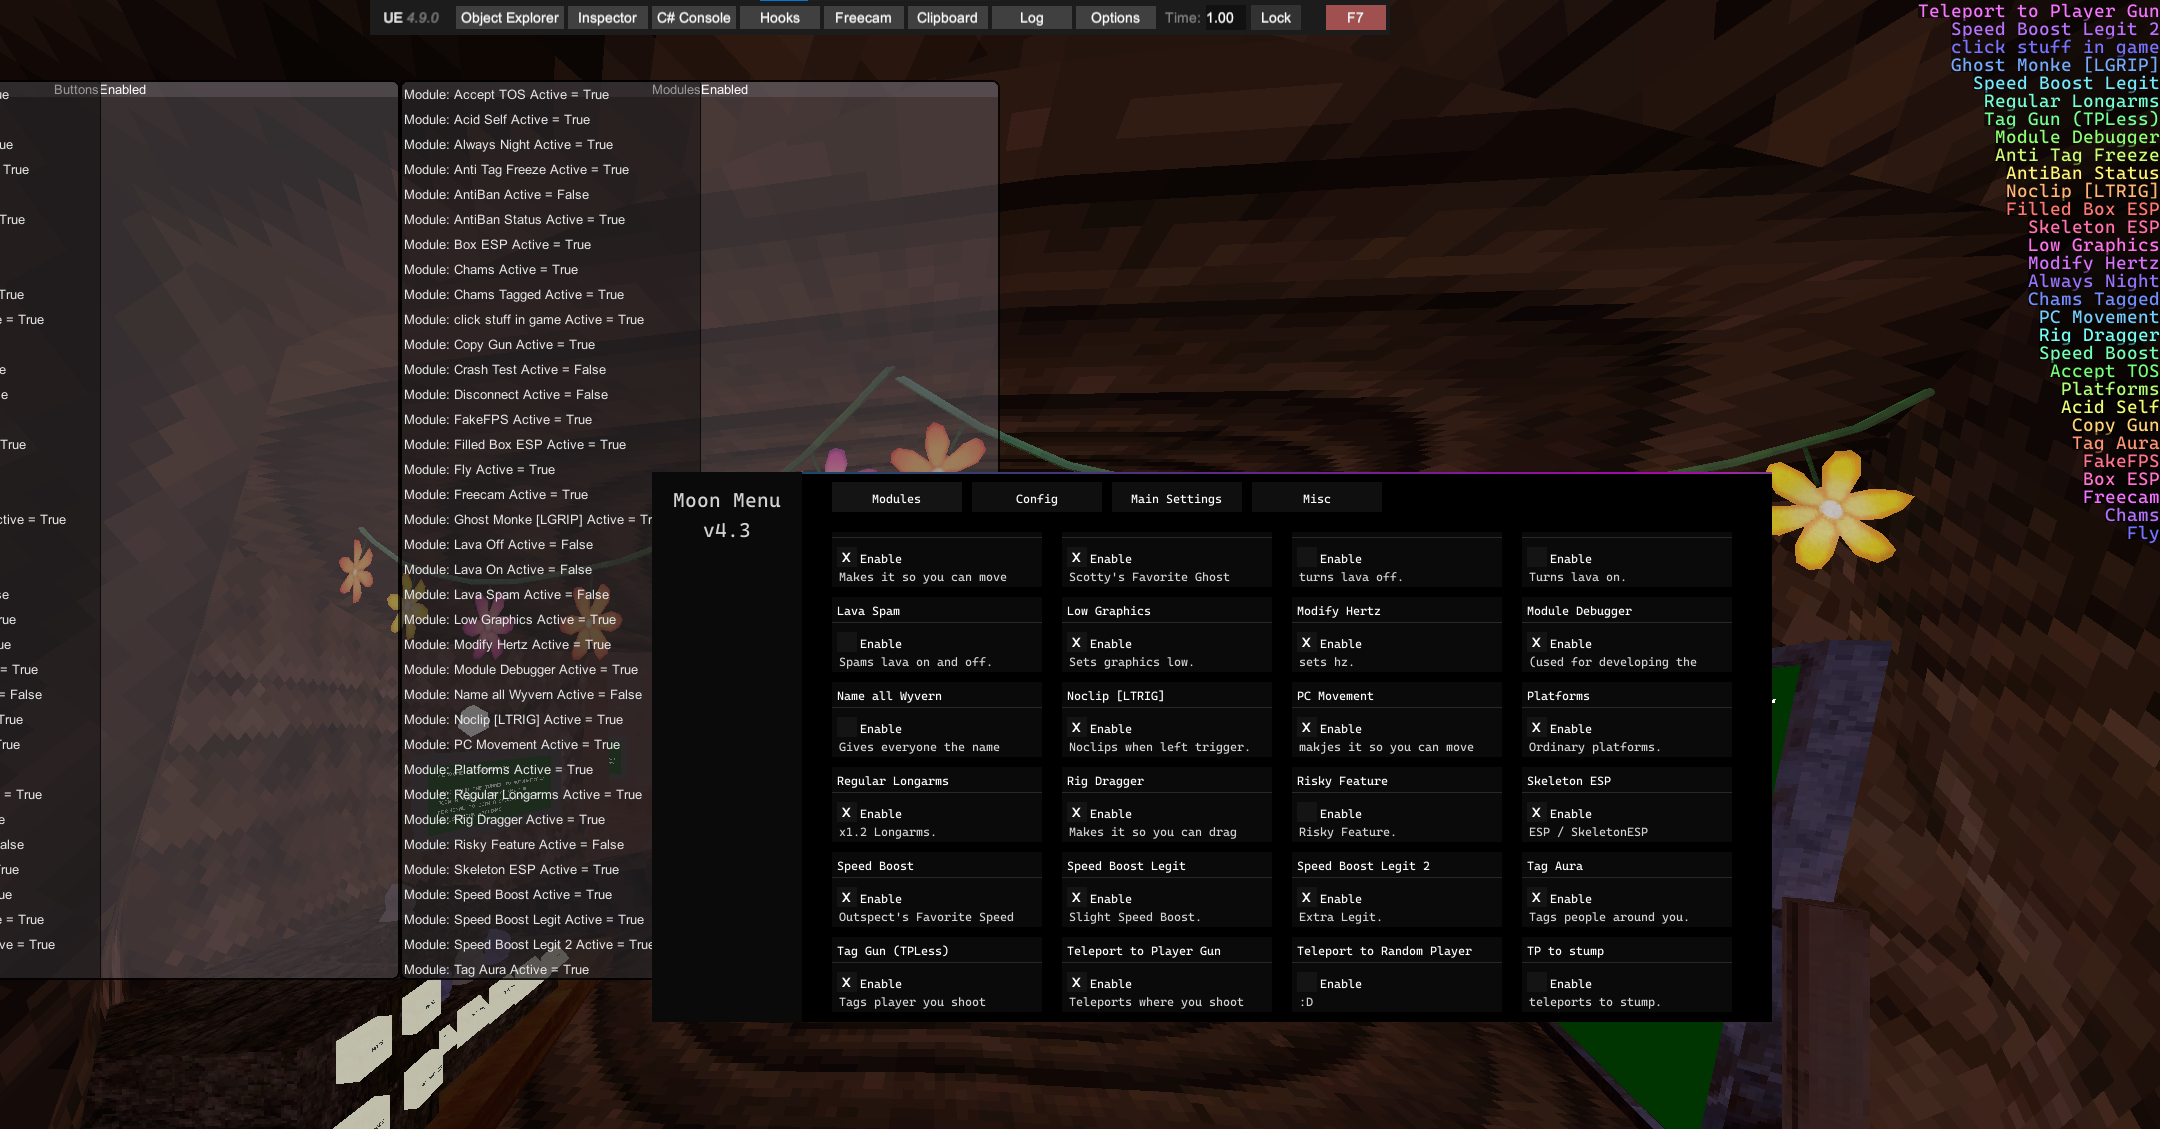 UE 4.9.0 Object Explorer Inspector C# Console Hooks Freecam Clipboard Log Options Time: 1.00 Lock F7
Teleport to Player Gun
Speed Boost Legit 2
click stuff in game
Ghost Monke [LGRIP]
Speed Boost Legit
Regular Longarms
Tag Gun (TPLess)
Module Debugger
Anti Tag Freeze
AntiBan Status
Noclip [LTRIG]
Filled Box ESP
Skeleton ESP
Low Graphics
Modify Hertz
Always Night
Chams Tagged
PC Movement
Rig Dragger
Speed Boost
Accept TOS
Platforms
Acid Self
Copy Gun
Tag Aura
FakeFPS
Box ESP
Freecam
Chams
Fly
Buttons Enabled
ue
ue
True
True
True
e = True
e
e
True
ctive = True
se
rue
ue
= True
= False
True
True
= True
e
alse
rue
ue
e = True
ve = True
Modules Enabled
Module: Accept TOS Active = True
Module: Acid Self Active = True
Module: Always Night Active = True
Module: Anti Tag Freeze Active = True
Module: AntiBan Active = False
Module: AntiBan Status Active = True
Module: Box ESP Active = True
Module: Chams Active = True
Module: Chams Tagged Active = True
Module: click stuff in game Active = True
Module: Copy Gun Active = True
Module: Crash Test Active = False
Module: Disconnect Active = False
Module: FakeFPS Active = True
Module: Filled Box ESP Active = True
Module: Fly Active = True
Module: Freecam Active = True
Module: Ghost Monke [LGRIP] Active = Tr
Module: Lava Off Active = False
Module: Lava On Active = False
Module: Lava Spam Active = False
Module: Low Graphics Active = True
Module: Modify Hertz Active = True
Module: Module Debugger Active = True
Module: Name all Wyvern Active = False
Module: Noclip [LTRIG] Active = True
Module: PC Movement Active = True
Module: Platforms Active = True
Module: Regular Longarms Active = True
Module: Rig Dragger Active = True
Module: Risky Feature Active = False
Module: Skeleton ESP Active = True
Module: Speed Boost Active = True
Module: Speed Boost Legit Active = True
Module: Speed Boost Legit 2 Active = True
Module: Tag Aura Active = True
Moon Menu
v4.3
Modules Config Main Settings Misc
X Enable X Enable Enable Enable
Makes it so you can move Scotty's Favorite Ghost turns lava off. Turns lava on.
Lava Spam Low Graphics Modify Hertz Module Debugger
Enable X Enable X Enable X Enable
Spams lava on and off. Sets graphics low. sets hz. (used for developing the
Name all Wyvern Noclip [LTRIG] PC Movement Platforms
Enable X Enable X Enable X Enable
Gives everyone the name Noclips when left trigger. makjes it so you can move Ordinary platforms.
Regular Longarms Rig Dragger Risky Feature Skeleton ESP
X Enable X Enable Enable X Enable
x1.2 Longarms. Makes it so you can drag Risky Feature. ESP / SkeletonESP
Speed Boost Speed Boost Legit Speed Boost Legit 2 Tag Aura
X Enable X Enable X Enable X Enable
Outspect's Favorite Speed Slight Speed Boost. Extra Legit. Tags people around you.
Tag Gun (TPLess) Teleport to Player Gun Teleport to Random Player TP to stump
X Enable X Enable Enable Enable
Tags player you shoot Teleports where you shoot :D teleports to stump.